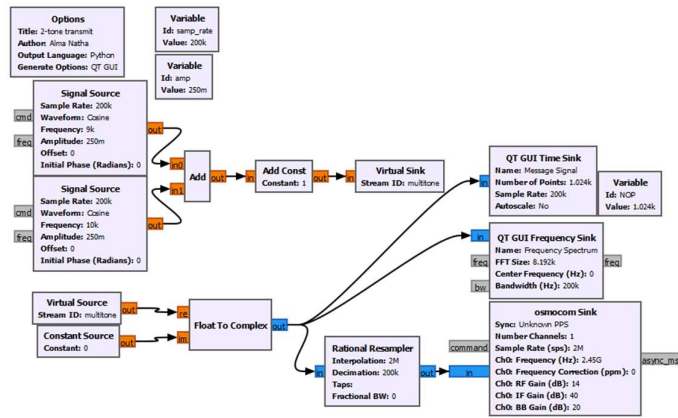 Options
Title: 2-tone transmit
Author: Alma Natha
Output Language: Python
Generate Options: QT GUI
Variable
Id: samp_rate
Value: 200k
Variable
Id: amp
Value: 250m
Signal Source
Sample Rate: 200k
Waveform: Cosine
Frequency: 9k
Amplitude: 250m
Offset: 0
Initial Phase (Radians): 0
cmd
freq
out
Signal Source
Sample Rate: 200k
Waveform: Cosine
Frequency: 10k
Amplitude: 250m
Offset: 0
Initial Phase (Radians): 0
cmd
freq
out
in0
in1
Add
out
in
Add Const
Constant: 1
out
in
Virtual Sink
Stream ID: multitone
in
QT GUI Time Sink
Name: Message Signal
Number of Points: 1.024k
Sample Rate: 200k
Autoscale: No
Variable
Id: NOP
Value: 1.024k
in
freq
bw
QT GUI Frequency Sink
Name: Frequency Spectrum
FFT Size: 8.192k
Center Frequency (Hz): 0
Bandwidth (Hz): 200k
freq
Virtual Source
Stream ID: multitone
out
Constant Source
Constant: 0
out
re
im
Float To Complex
out
in
Rational Resampler
Interpolation: 2M
Decimation: 200k
Taps:
Fractional BW: 0
out
command
in
osmocom Sink
Sync: Unknown PPS
Number Channels: 1
Sample Rate (sps): 2M
Ch0: Frequency (Hz): 2.45G
Ch0: Frequency Correction (ppm): 0
Ch0: RF Gain (dB): 14
Ch0: IF Gain (dB): 40
Ch0: BB Gain (dB): 20
async_ms